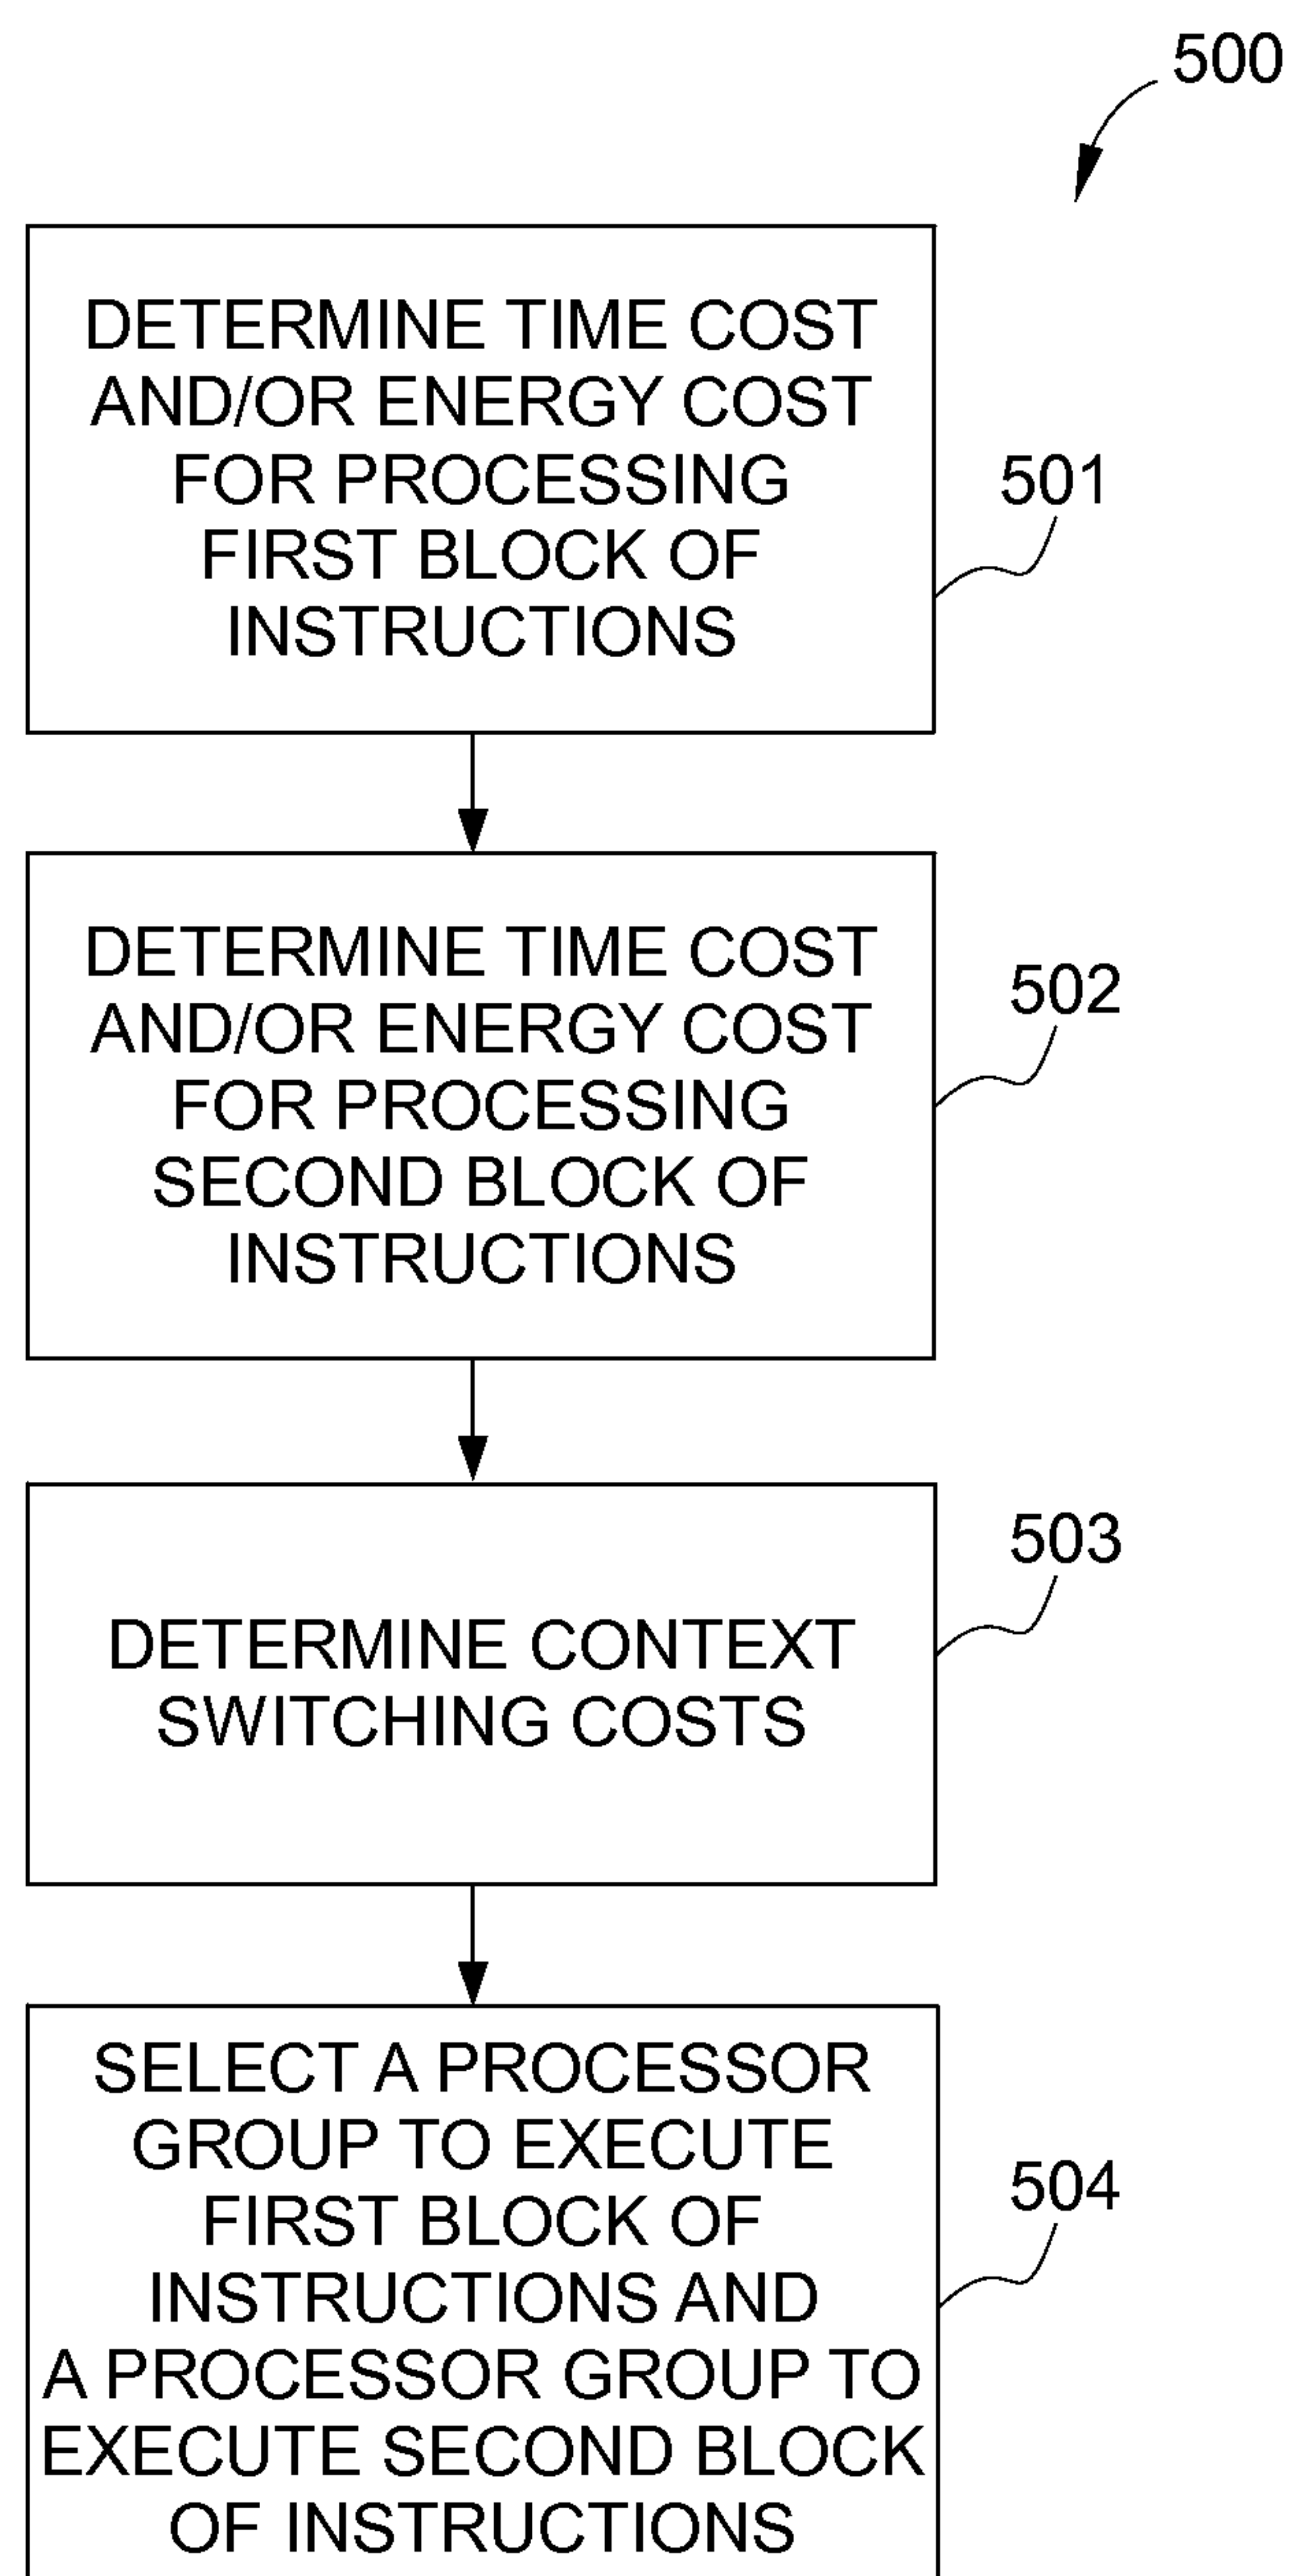 500
DETERMINE TIME COST
AND/OR ENERGY COST
FOR PROCESSING
FIRST BLOCK OF
INSTRUCTIONS
501
DETERMINE TIME COST
AND/OR ENERGY COST
FOR PROCESSING
SECOND BLOCK OF
INSTRUCTIONS
502
DETERMINE CONTEXT
SWITCHING COSTS
503
SELECT A PROCESSOR
GROUP TO EXECUTE
FIRST BLOCK OF
INSTRUCTIONS AND
A PROCESSOR GROUP TO
EXECUTE SECOND BLOCK
OF INSTRUCTIONS
504